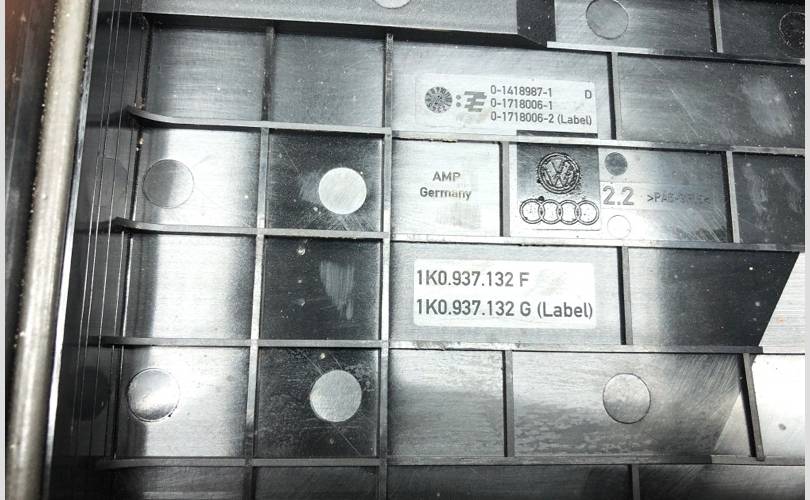 0-1418987-1 D
0-1718006-1
0-1718006-2 (Label)
AMP
Germany
2.2
1K0.937.132 F
1K0.937.132 G (Label)